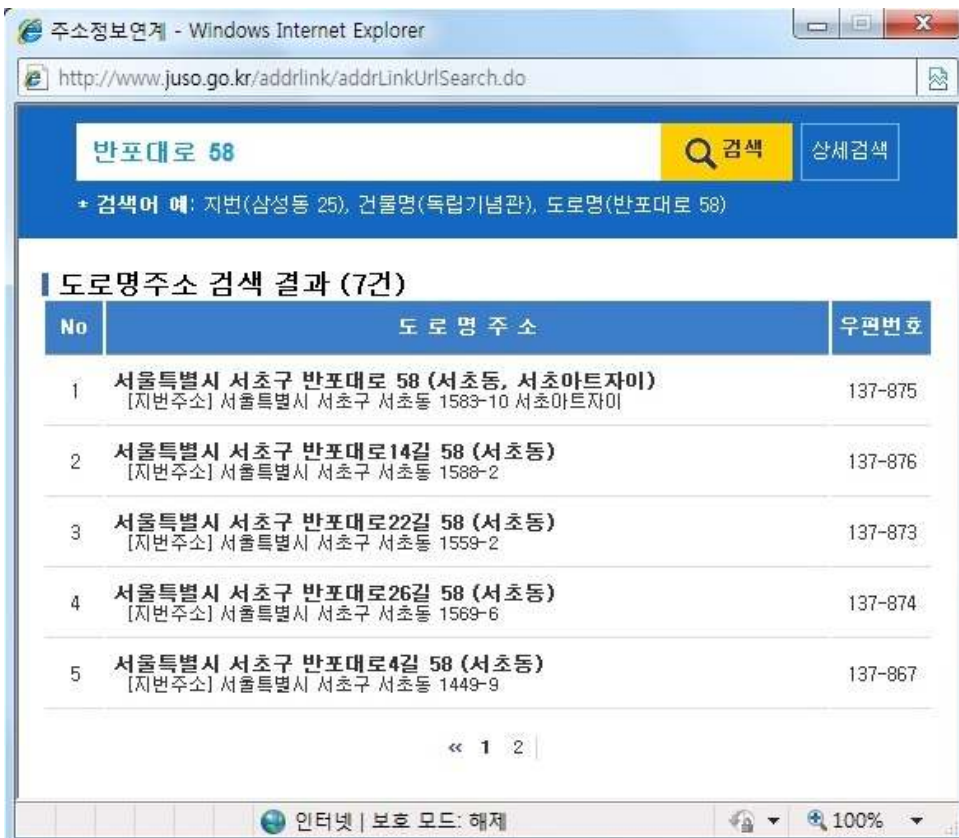 주소정보연계 - Windows Internet Explorer
http://www.juso.go.kr/addrlink/addrLinkUrlSearch.do
반포대로 58 검색 상세검색
* 검색어 예: 지번(삼성동 25), 건물명(독립기념관), 도로명(반포대로 58)
도로명주소 검색 결과 (7건)
No 도로명주소 우편번호
1 서울특별시 서초구 반포대로 58 (서초동, 서초아트자이) 137-875
[지번주소] 서울특별시 서초구 서초동 1583-10 서초아트자이
2 서울특별시 서초구 반포대로14길 58 (서초동) 137-876
[지번주소] 서울특별시 서초구 서초동 1588-2
3 서울특별시 서초구 반포대로22길 58 (서초동) 137-873
[지번주소] 서울특별시 서초구 서초동 1559-2
4 서울특별시 서초구 반포대로26길 58 (서초동) 137-874
[지번주소] 서울특별시 서초구 서초동 1569-6
5 서울특별시 서초구 반포대로4길 58 (서초동) 137-867
[지번주소] 서울특별시 서초구 서초동 1449-9
« 1 2
인터넷 | 보호 모드: 해제 100%